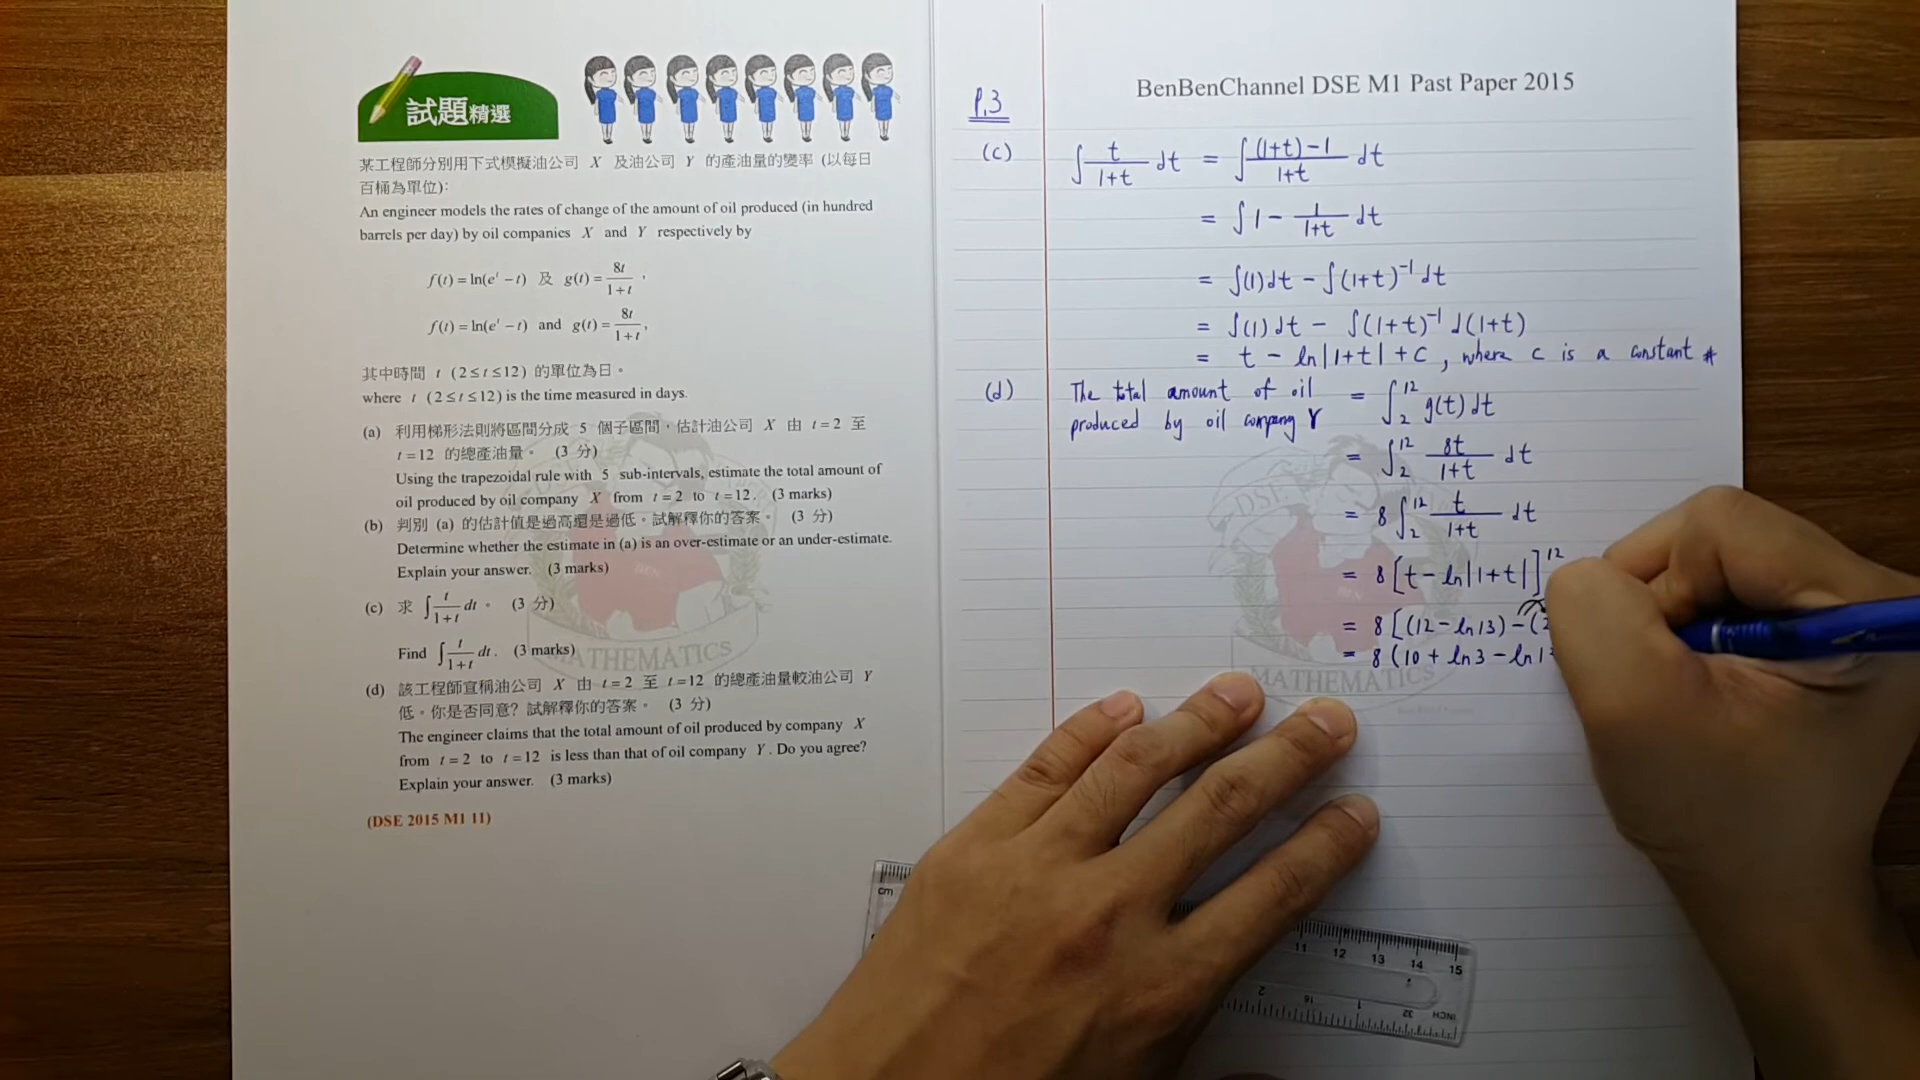 試題精選
某工程師分別用下式模擬油公司 X 及油公司 Y 的產油量的變率 (以每日
百桶為單位):
An engineer models the rates of change of the amount of oil produced (in hundred
barrels per day) by oil companies X and Y respectively by
f(t) = ln(e^t − t) 及 g(t) = 8t/(1+t) ,
f(t) = ln(e^t − t) and g(t) = 8t/(1+t),
其中時間 t (2 ≤ t ≤ 12) 的單位為日。
where t (2 ≤ t ≤ 12) is the time measured in days.
(a) 利用梯形法則將區間分成 5 個子區間,估計油公司 X 由 t = 2 至
t = 12 的總產油量。 (3 分)
Using the trapezoidal rule with 5 sub-intervals, estimate the total amount of
oil produced by oil company X from t = 2 to t = 12. (3 marks)
(b) 判別 (a) 的估計值是過高還是過低。試解釋你的答案。 (3 分)
Determine whether the estimate in (a) is an over-estimate or an under-estimate.
Explain your answer. (3 marks)
(c) 求 ∫ t/(1+t) dt 。 (3 分)
Find ∫ t/(1+t) dt. (3 marks)
(d) 該工程師宣稱油公司 X 由 t = 2 至 t = 12 的總產油量較油公司 Y
低。你是否同意? 試解釋你的答案。 (3 分)
The engineer claims that the total amount of oil produced by company X
from t = 2 to t = 12 is less than that of oil company Y. Do you agree?
Explain your answer. (3 marks)
(DSE 2015 M1 11)
BenBenChannel DSE M1 Past Paper 2015
P.3
(c) ∫ t/(1+t) dt = ∫ ((1+t)−1)/(1+t) dt
= ∫ 1 − 1/(1+t) dt
= ∫(1)dt − ∫(1+t)^−1 dt
= ∫(1)dt − ∫(1+t)^−1 d(1+t)
= t − ln|1+t| + C, where C is a constant #
(d) The total amount of oil
produced by oil company Y = ∫_2^12 g(t) dt
= ∫_2^12 8t/(1+t) dt
= 8 ∫_2^12 t/(1+t) dt
= 8[t − ln|1+t|]^12
= 8[(12 − ln13) − (2
= 8(10 + ln3 − ln1
MATHEMATICS
MATHEMATICS
cm
11 12 13 14 15
INCH